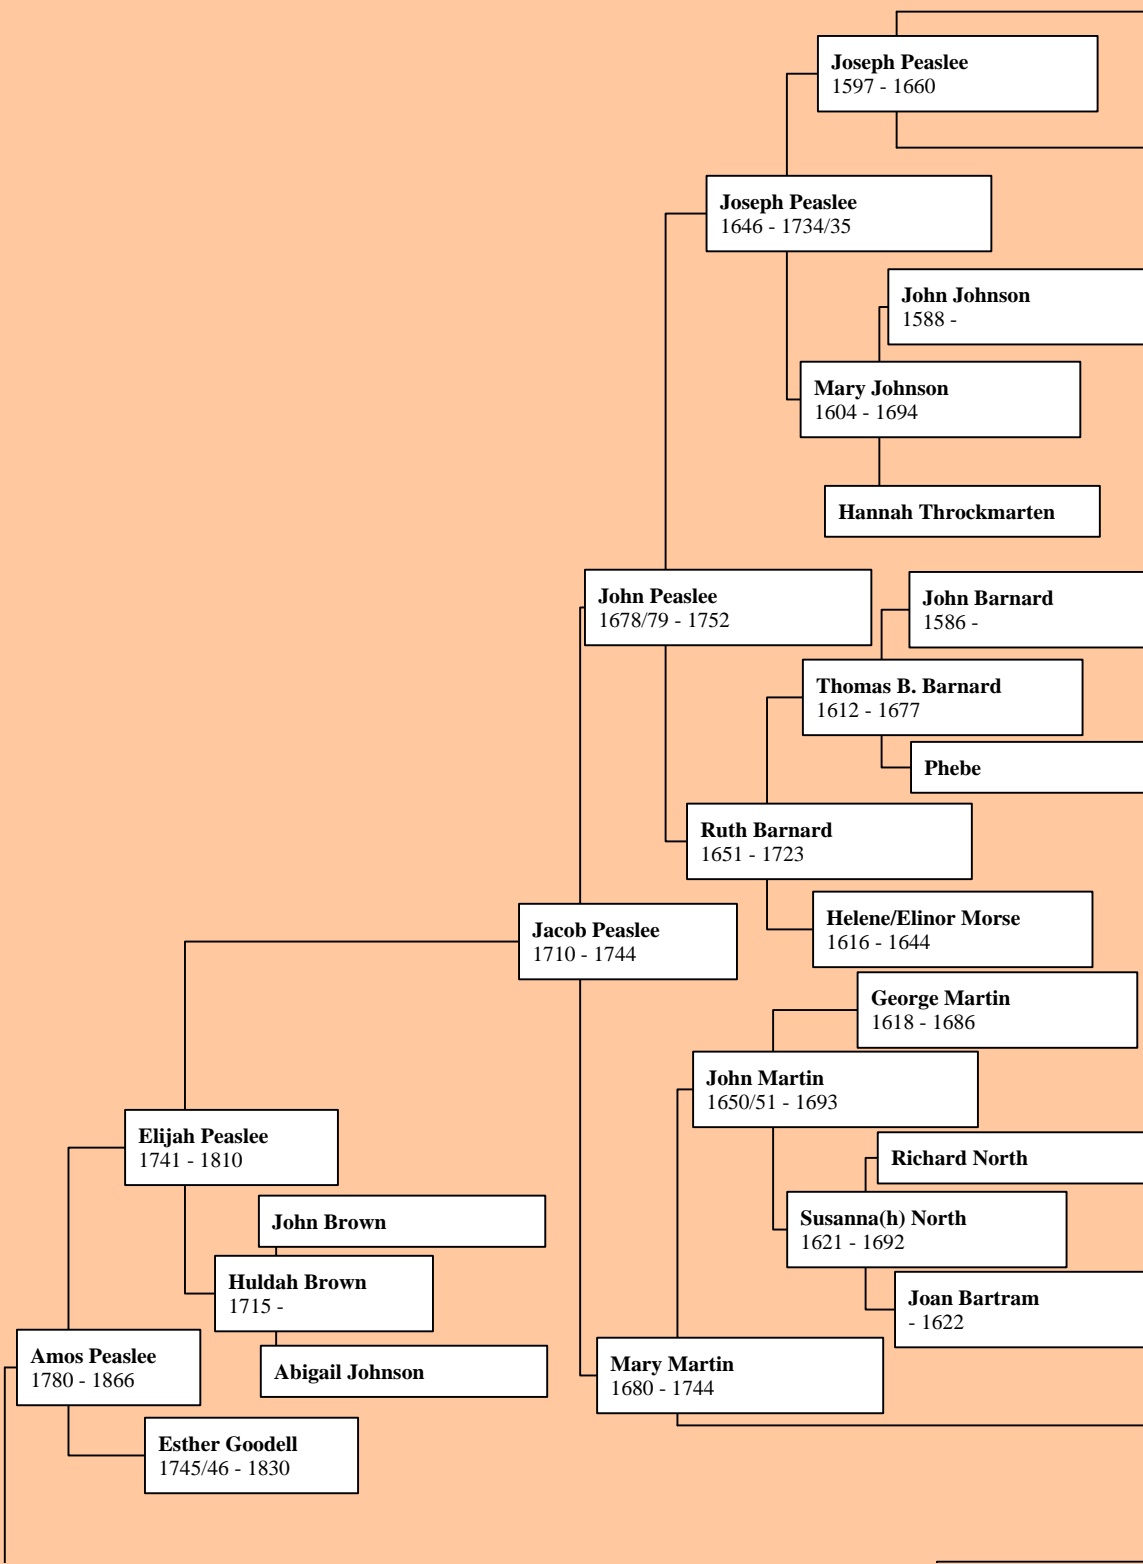 Joseph Peaslee
1597 - 1660
Joseph Peaslee
1646 - 1734/35
John Johnson
1588 -
Mary Johnson
1604 - 1694
Hannah Throckmarten
John Peaslee
1678/79 - 1752
John Barnard
1586 -
Thomas B. Barnard
1612 - 1677
Phebe
Ruth Barnard
1651 - 1723
Helene/Elinor Morse
1616 - 1644
Jacob Peaslee
1710 - 1744
George Martin
1618 - 1686
John Martin
1650/51 - 1693
Elijah Peaslee
1741 - 1810
Richard North
John Brown
Susanna(h) North
1621 - 1692
Huldah Brown
1715 -
Joan Bartram
- 1622
Amos Peaslee
1780 - 1866
Abigail Johnson
Mary Martin
1680 - 1744
Esther Goodell
1745/46 - 1830